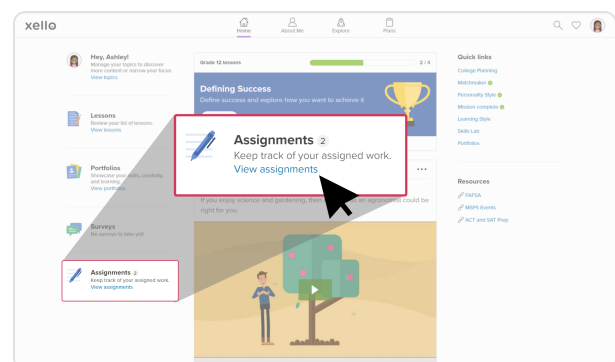 xello
Home
About Me
Explore
Plans
Hey, Ashley!
Manage your topics to discover
more content or narrow your focus.
View topics
Lessons
Review your list of lessons.
View lessons
Portfolios
Showcase your skills, creativity,
and learning.
View portfolios
Surveys
No surveys to take yet!
Assignments 2
Keep track of your assigned work.
View assignments
Grade 12 lessons
2 / 4
Defining Success
Define success and explore how you want to achieve it
Assignments 2
Keep track of your assigned work.
View assignments
If you enjoy science and gardening, then
an agronomist could be
right for you.
Quick links
College Planning
Matchmaker
Personality Style
Mission complete
Learning Style
Skills Lab
Portfolios
Resources
FAFSA
MSPS Events
ACT and SAT Prep